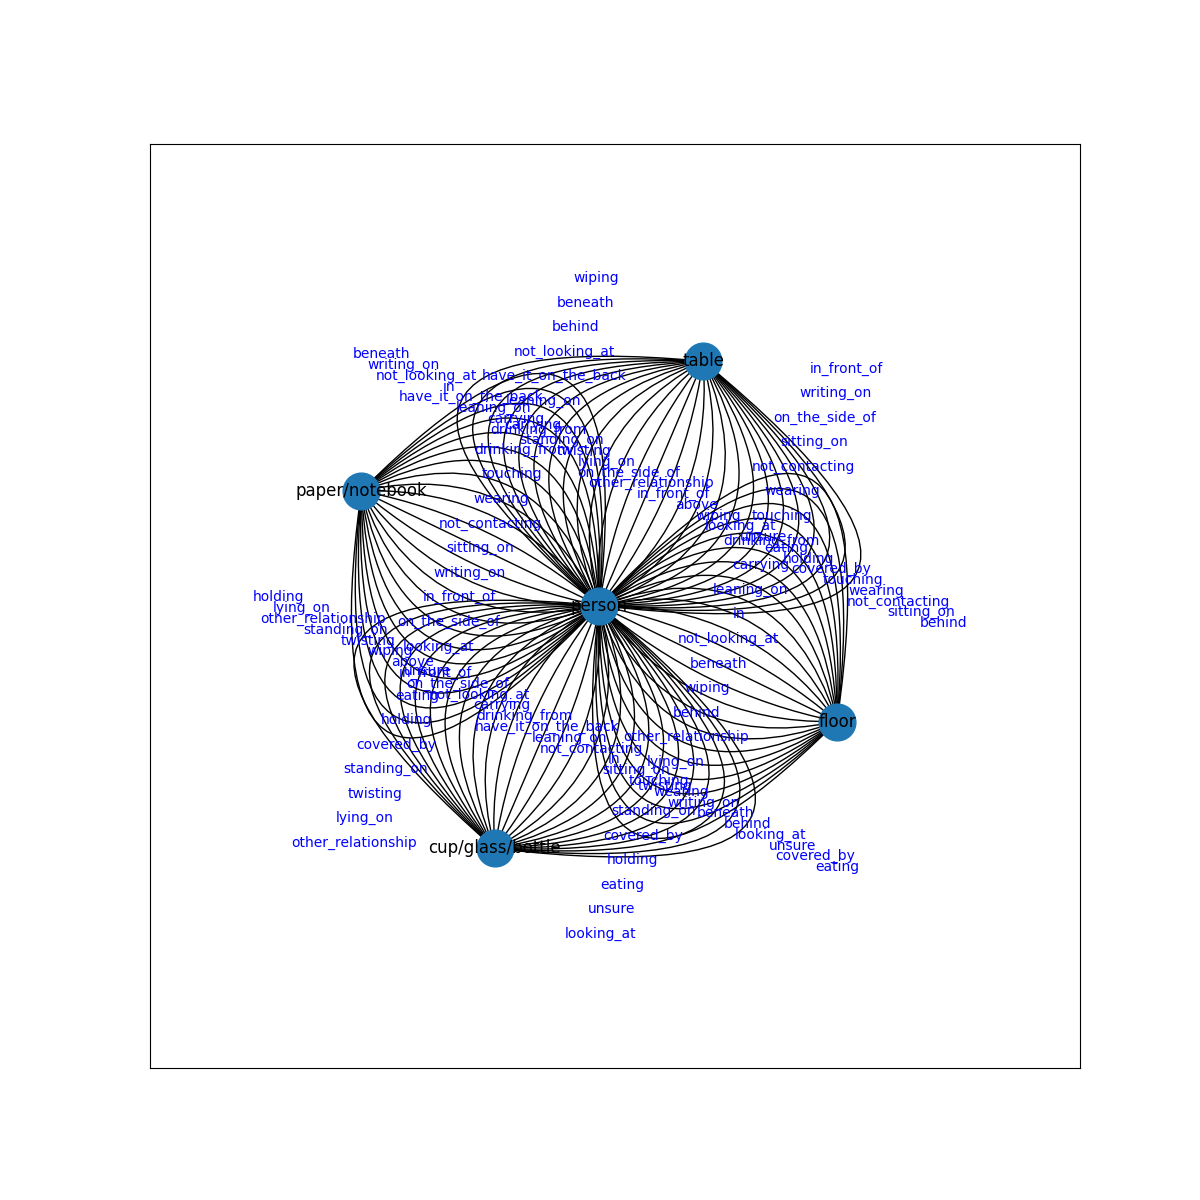 wiping
beneath
behind
not_looking_at
beneath
table
writing_on
in_front_of
not_looking_at
have_it_on_the_back
in
writing_on
have_it_on_the_back
leaning_on
leaning_on
on_the_side_of
carrying
carrying
drinking_from
standing_on
sitting_on
drinking_from
twisting
lying_on
not_contacting
touching
on_the_side_of
other_relationship
paper/notebook
in_front_of
wearing
wearing
above
wiping
touching
not_contacting
looking_at
unsure
drinking_from
sitting_on
eating
holding
carrying
covered_by
writing_on
touching
leaning_on
wearing
holding
in_front_of
not_contacting
lying_on
person
sitting_on
in
other_relationship
on_the_side_of
behind
standing_on
not_looking_at
twisting
looking_at
wiping
above
beneath
unsure
in_front_of
on_the_side_of
wiping
eating
not_looking_at
carrying
behind
holding
drinking_from
floor
have_it_on_the_back
leaning_on
other_relationship
covered_by
not_contacting
in
lying_on
standing_on
sitting_on
touching
twisting
twisting
wearing
writing_on
standing_on
beneath
lying_on
behind
covered_by
looking_at
other_relationship
unsure
cup/glass/bottle
holding
covered_by
eating
eating
unsure
looking_at